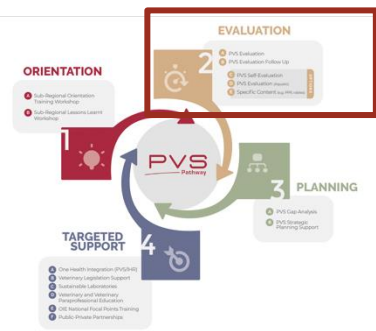 EVALUATION
A PVS Evaluation
B PVS Evaluation Follow Up
C PVS Self-Evaluation
D PVS Evaluation (Aquatic)
E Specific Content (e.g. PPR, rabies)
2
ORIENTATION
A Sub-Regional Orientation
Training Workshop
B Sub-Regional Lessons Learnt
Workshop
1
PVS
Pathway
3
PLANNING
A PVS Gap Analysis
B PVS Strategic
Planning Support
TARGETED
SUPPORT
4
A One Health Integration (PVS/IHR)
B Veterinary Legislation Support
C Sustainable Laboratories
D Veterinary and Veterinary
Paraprofessional Education
E OIE National Focal Points Training
F Public-Private Partnerships